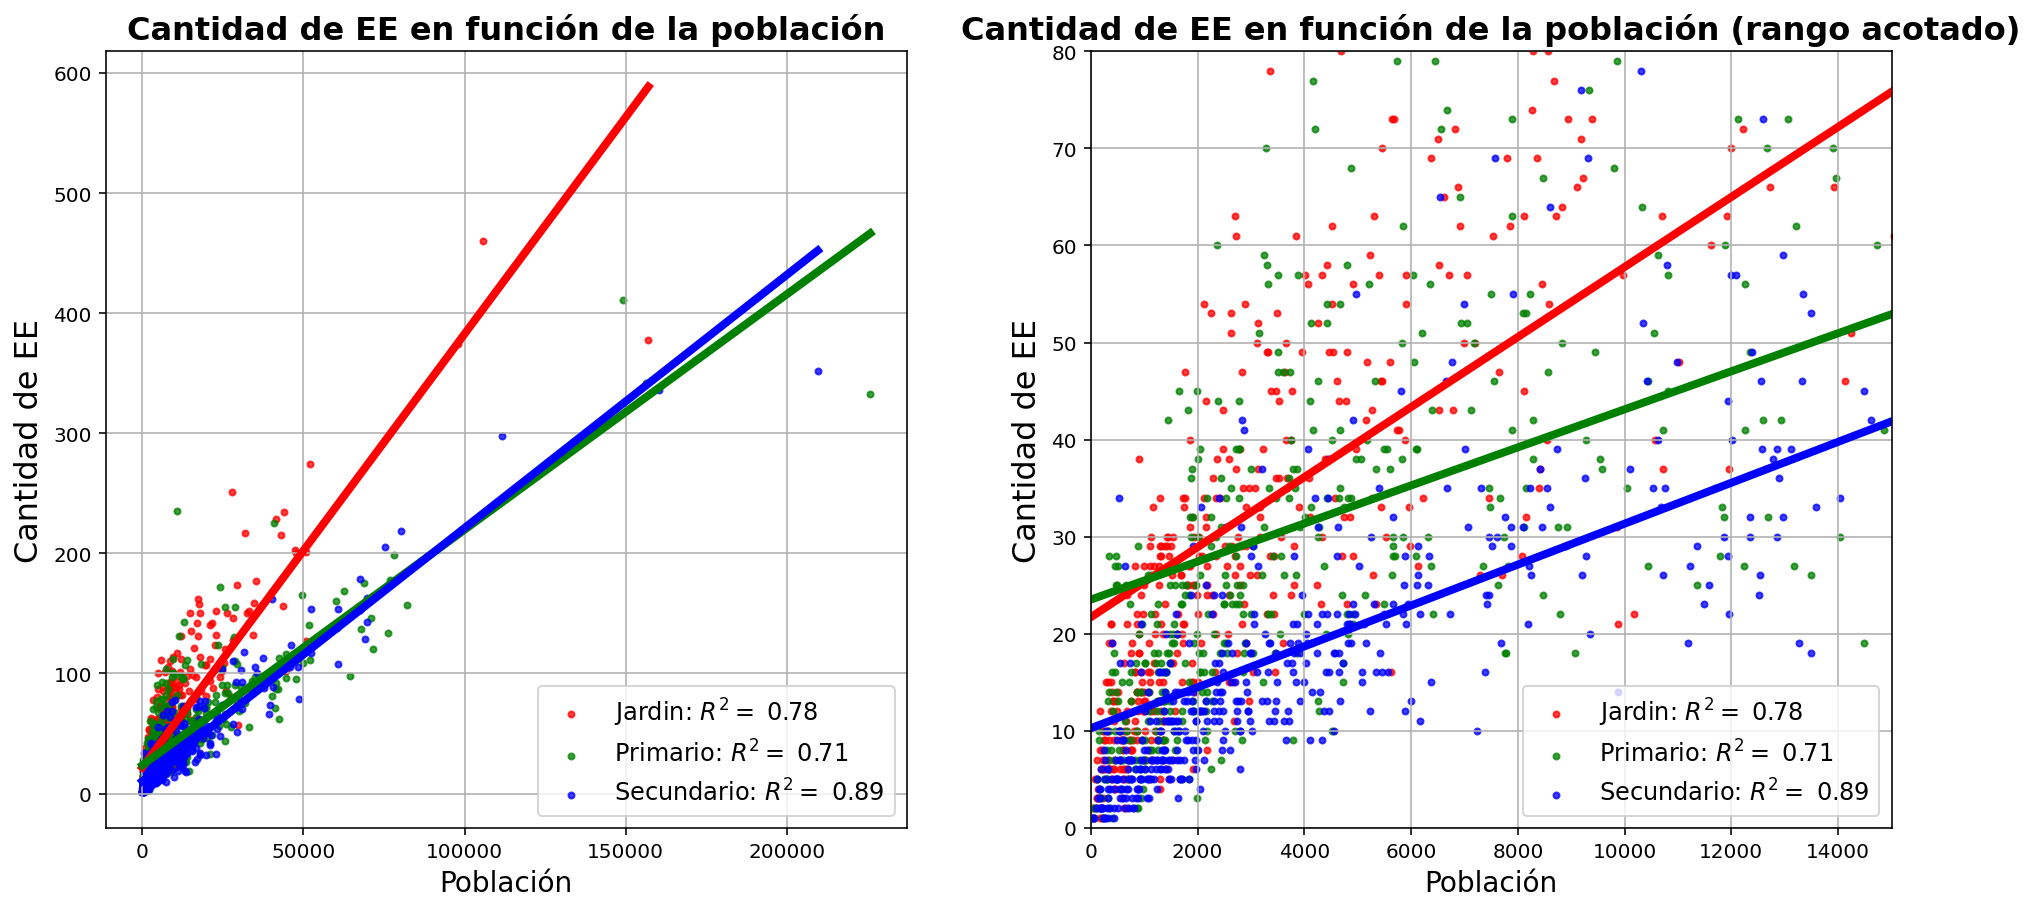 Cantidad de EE en función de la población
Cantidad de EE
600
500
400
300
200
100
0
0
50000
100000
150000
200000
Población
Jardin: R² = 0.78
Primario: R² = 0.71
Secundario: R² = 0.89
Cantidad de EE en función de la población (rango acotado)
Cantidad de EE
80
70
60
50
40
30
20
10
0
0
2000
4000
6000
8000
10000
12000
14000
Población
Jardin: R² = 0.78
Primario: R² = 0.71
Secundario: R² = 0.89